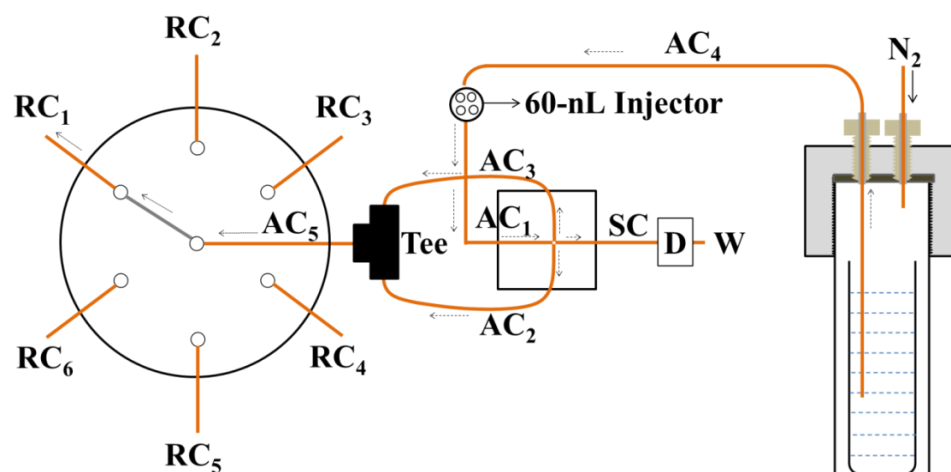 RC₂
AC₄
N₂
RC₁
RC₃
60-nL Injector
AC₃
AC₅
Tee
AC₁
SC
D
W
AC₂
RC₆
RC₄
RC₅